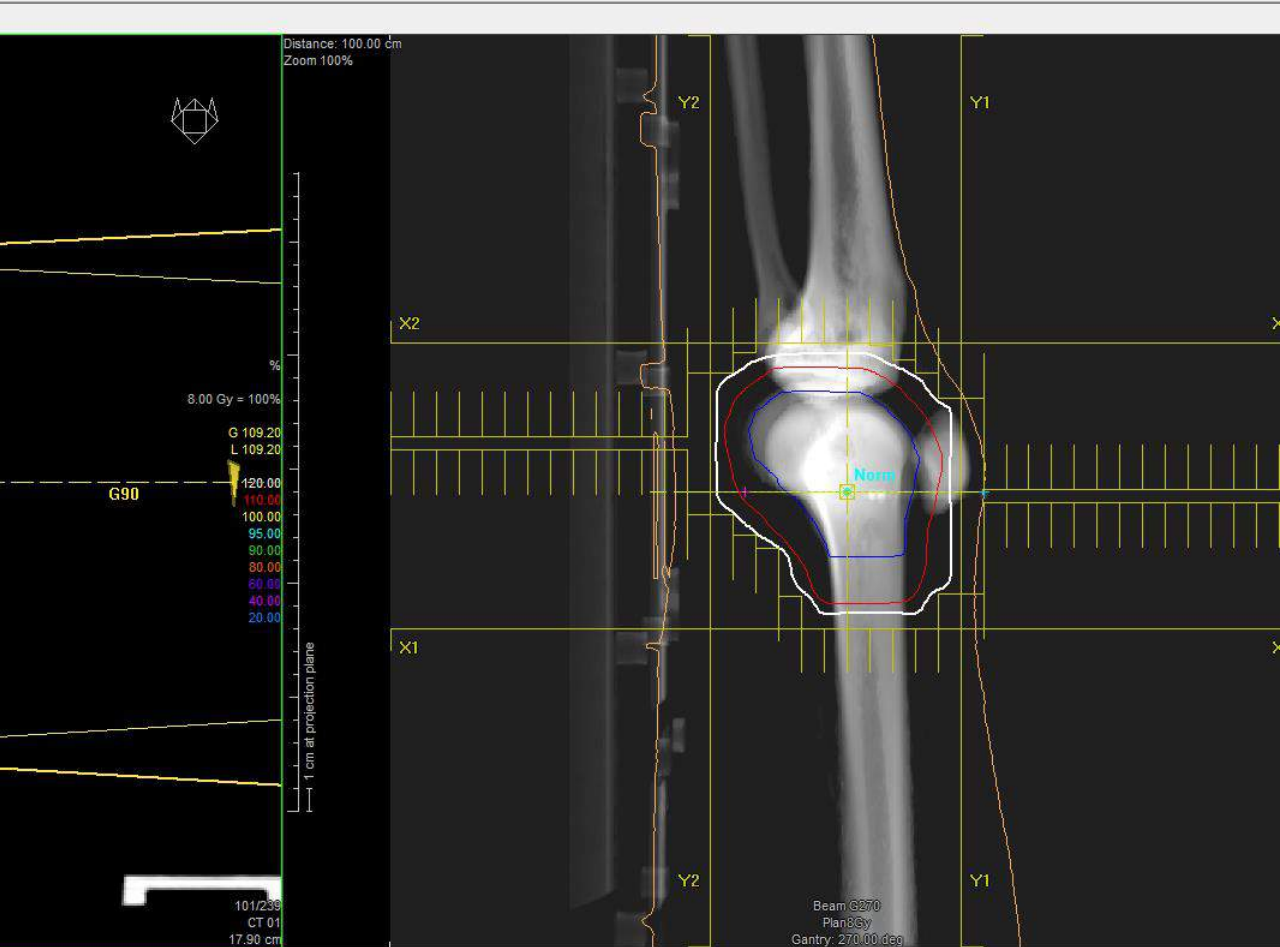 Distance: 100.00 cm
Zoom 100%
Y2
Y1
X2
X
%
8.00 Gy = 100%
G 109.20
L 109.20
G90
120.00
110.00
100.00
95.00
90.00
80.00
60.00
40.00
20.00
Norm
1 cm at projection plane
X1
X
Y2
Y1
101/239
CT 01
17.90 cm
Beam G270
Plan8Gy
Gantry: 270.00 deg